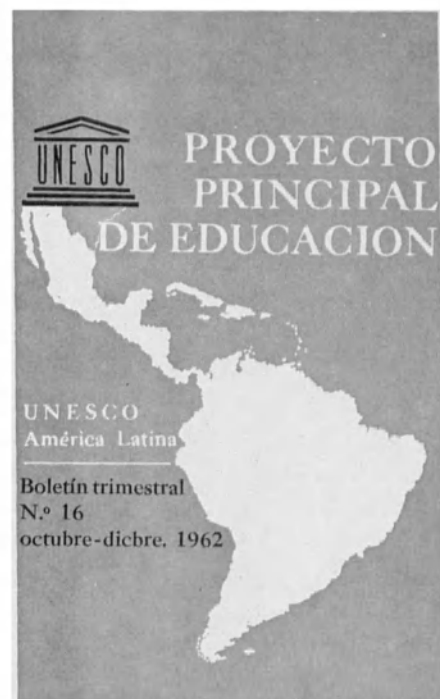 UNESCO
PROYECTO
PRINCIPAL
DE EDUCACION
UNESCO
América Latina
Boletín trimestral
N.º 16
octubre-dicbre. 1962